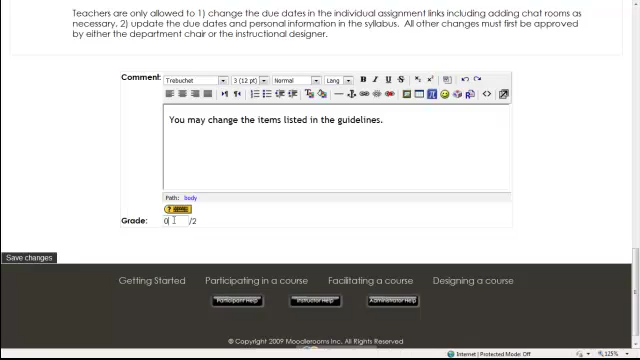 Teachers are only allowed to 1) change the due dates in the individual assignment links including adding chat rooms as
necessary. 2) update the due dates and personal information in the syllabus.  All other changes must first be approved
by either the department chair or the instructional designer.
Comment:
Trebuchet 3 (12 pt) Normal Lang B I U S
You may change the items listed in the guidelines.
Path: body
Grade: 0 /2
Save changes
Getting Started Participating in a course Facilitating a course Designing a course
Participant Help Instructor Help Administrator Help
© Copyright 2009 Moodlerooms Inc. All Rights Reserved
Internet | Protected Mode: Off 125%